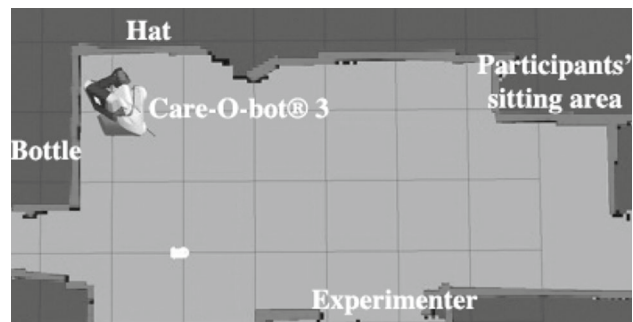 Hat
Participants'
sitting area
Care-O-bot® 3
Bottle
Experimenter